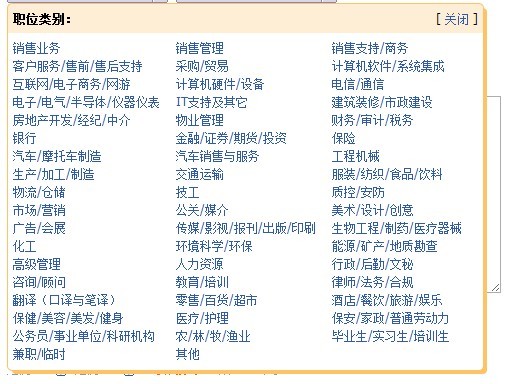 职位类别: [ 关闭 ]
销售业务 销售管理 销售支持/商务
客户服务/售前/售后支持 采购/贸易 计算机软件/系统集成
互联网/电子商务/网游 计算机硬件/设备 电信/通信
电子/电气/半导体/仪器仪表 IT支持及其它 建筑装修/市政建设
房地产开发/经纪/中介 物业管理 财务/审计/税务
银行 金融/证券/期货/投资 保险
汽车/摩托车制造 汽车销售与服务 工程机械
生产/加工/制造 交通运输 服装/纺织/食品/饮料
物流/仓储 技工 质控/安防
市场/营销 公关/媒介 美术/设计/创意
广告/会展 传媒/影视/报刊/出版/印刷 生物工程/制药/医疗器械
化工 环境科学/环保 能源/矿产/地质勘查
高级管理 人力资源 行政/后勤/文秘
咨询/顾问 教育/培训 律师/法务/合规
翻译（口译与笔译） 零售/百货/超市 酒店/餐饮/旅游/娱乐
保健/美容/美发/健身 医疗/护理 保安/家政/普通劳动力
公务员/事业单位/科研机构 农/林/牧/渔业 毕业生/实习生/培训生
兼职/临时 其他